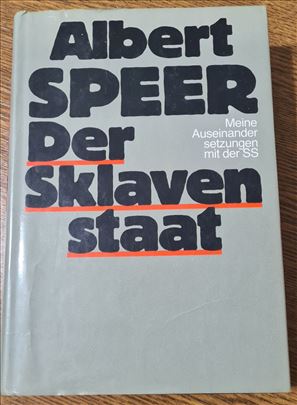 Albert
SPEER
Der
Sklaven
staat
Meine
Auseinander
setzungen
mit der SS